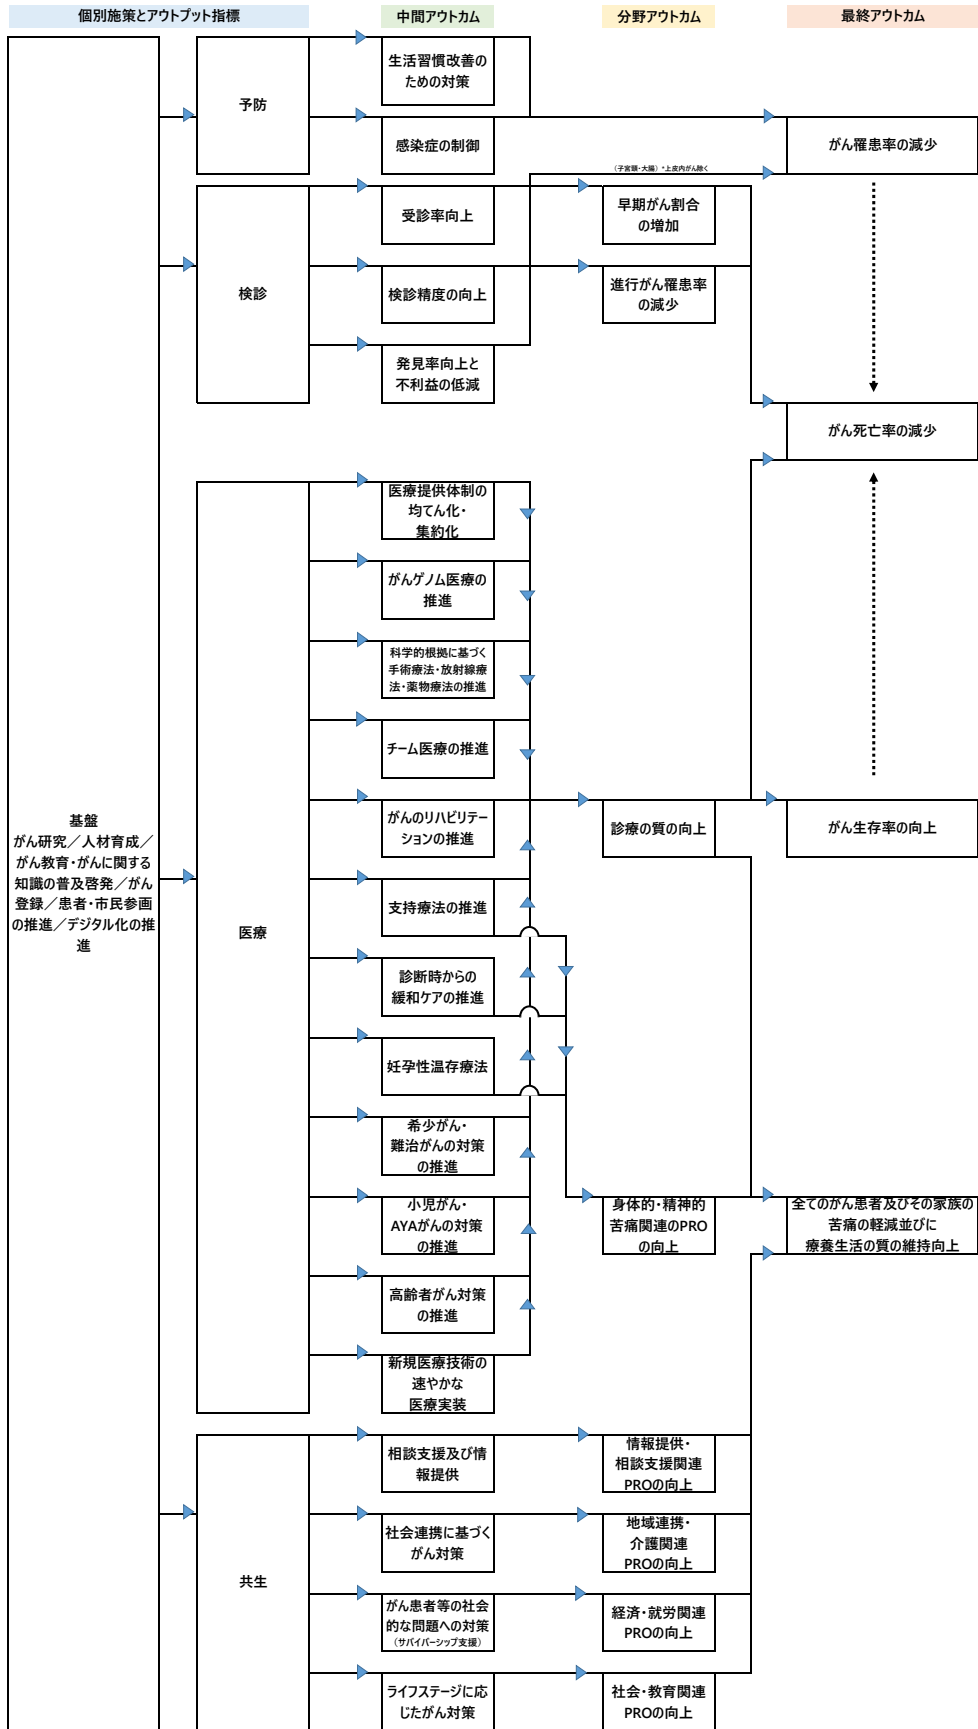 個別施策とアウトプット指標
中間アウトカム
分野アウトカム
最終アウトカム
基盤
がん研究／人材育成／
がん教育・がんに関する
知識の普及啓発／がん
登録／患者・市民参画
の推進／デジタル化の推
進
予防
生活習慣改善の
ための対策
感染症の制御
がん罹患率の減少
（子宮頸・大腸）*上皮内がん除く
検診
受診率向上
早期がん割合
の増加
検診精度の向上
進行がん罹患率
の減少
発見率向上と
不利益の低減
がん死亡率の減少
医療
医療提供体制の
均てん化・
集約化
がんゲノム医療の
推進
科学的根拠に基づく
手術療法・放射線療
法・薬物療法の推進
チーム医療の推進
がんのリハビリテー
ションの推進
診療の質の向上
がん生存率の向上
支持療法の推進
診断時からの
緩和ケアの推進
妊孕性温存療法
希少がん・
難治がんの対策
の推進
小児がん・
AYAがんの対策
の推進
身体的・精神的
苦痛関連のPRO
の向上
全てのがん患者及びその家族の
苦痛の軽減並びに
療養生活の質の維持向上
高齢者がん対策
の推進
新規医療技術の
速やかな
医療実装
共生
相談支援及び情
報提供
情報提供・
相談支援関連
PROの向上
社会連携に基づく
がん対策
地域連携・
介護関連
PROの向上
がん患者等の社会
的な問題への対策
（サバイバーシップ支援）
経済・就労関連
PROの向上
ライフステージに応
じたがん対策
社会・教育関連
PROの向上